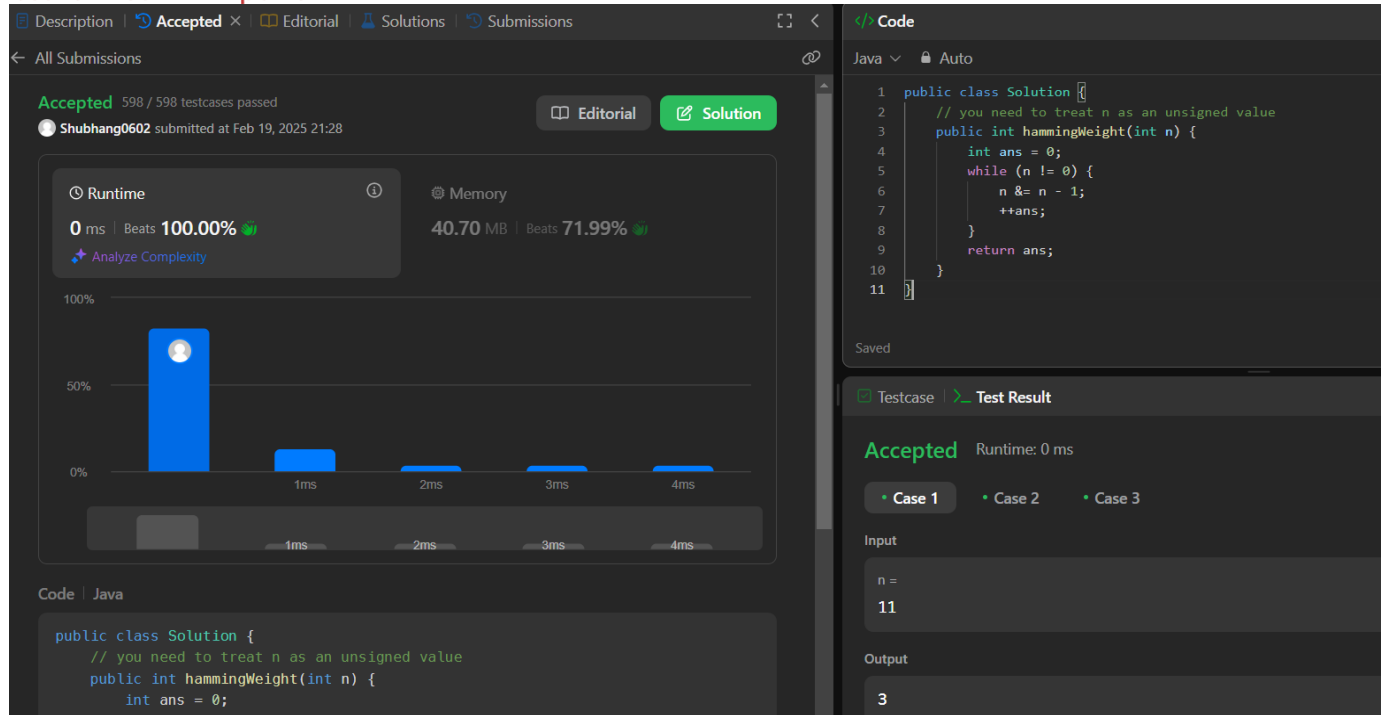 Description | Accepted × | Editorial | Solutions | Submissions
All Submissions
Accepted 598 / 598 testcases passed
Shubhang0602 submitted at Feb 19, 2025 21:28
Editorial
Solution
Runtime
0 ms | Beats 100.00%
Analyze Complexity
Memory
40.70 MB | Beats 71.99%
100%
50%
0%
1ms 2ms 3ms 4ms
1ms 2ms 3ms 4ms
Code | Java
public class Solution {
    // you need to treat n as an unsigned value
    public int hammingWeight(int n) {
        int ans = 0;
</> Code
Java Auto
1 public class Solution {
2     // you need to treat n as an unsigned value
3     public int hammingWeight(int n) {
4         int ans = 0;
5         while (n != 0) {
6             n &= n - 1;
7             ++ans;
8         }
9         return ans;
10     }
11 }
Saved
Testcase | >_ Test Result
Accepted Runtime: 0 ms
• Case 1 • Case 2 • Case 3
Input
n =
11
Output
3